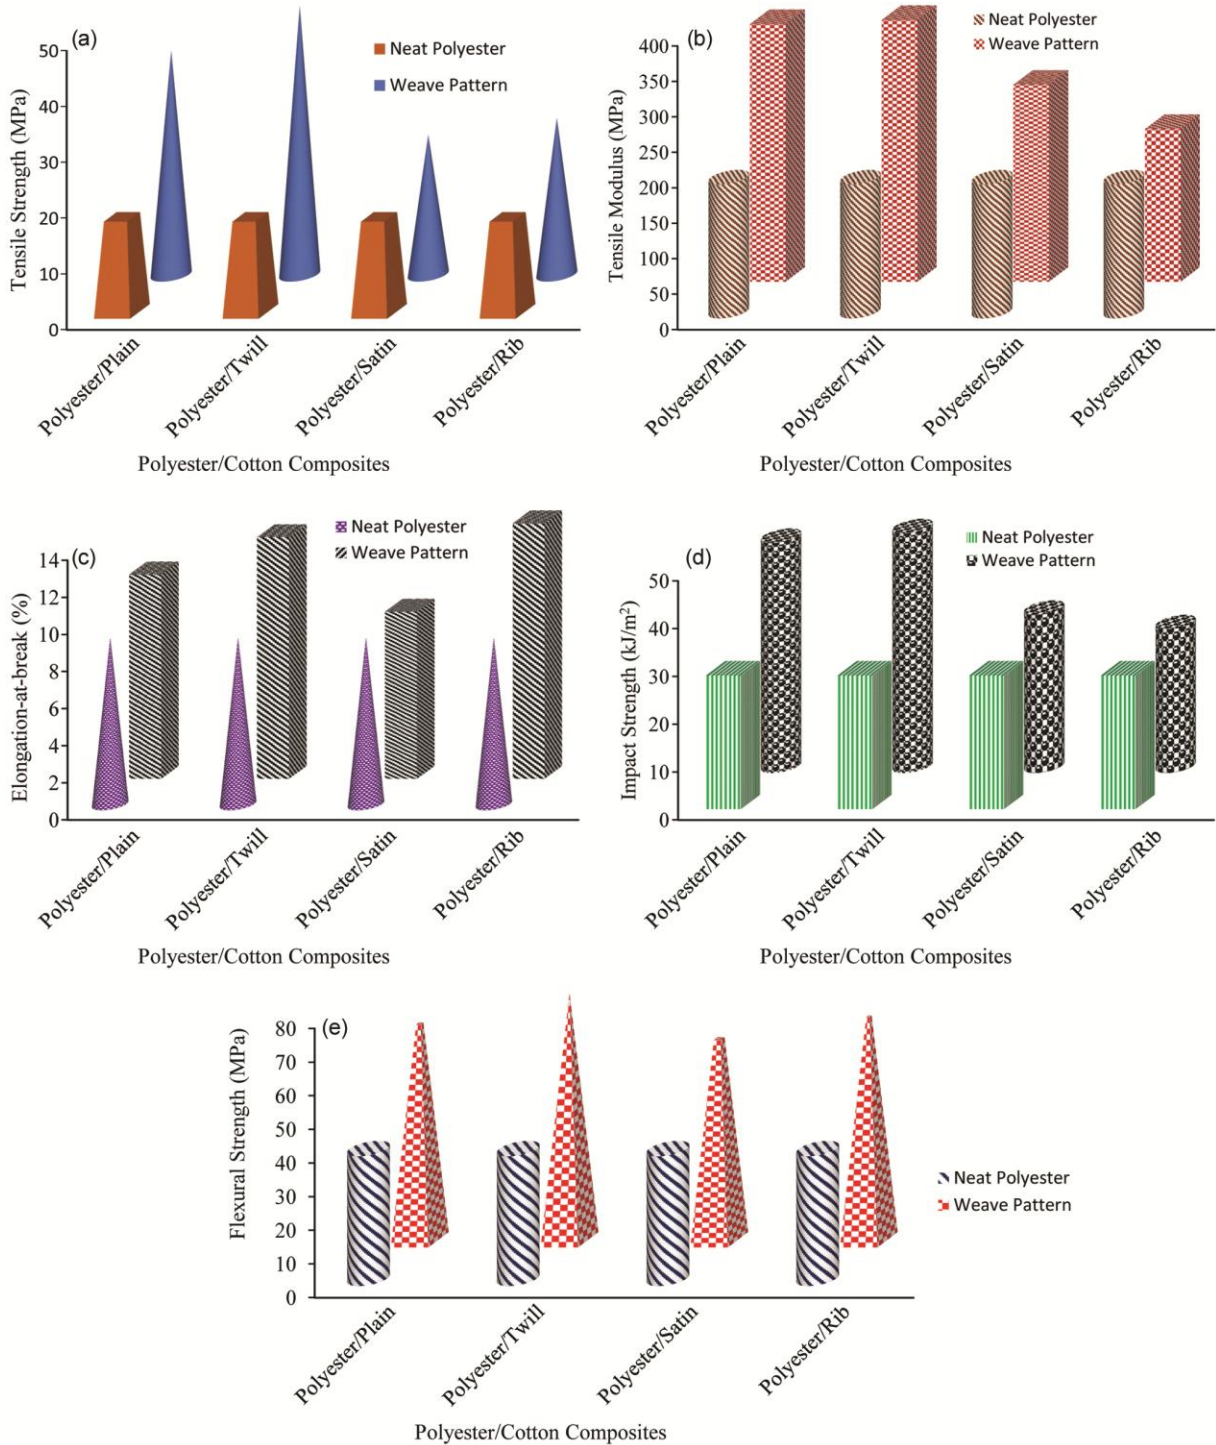 (a)
Neat Polyester
Weave Pattern
Tensile Strength (MPa)
50
40
30
20
10
0
Polyester/Plain
Polyester/Twill
Polyester/Satin
Polyester/Rib
Polyester/Cotton Composites
(b)
Neat Polyester
Weave Pattern
Tensile Modulus (MPa)
400
350
300
250
200
150
100
50
0
Polyester/Plain
Polyester/Twill
Polyester/Satin
Polyester/Rib
Polyester/Cotton Composites
(c)
Neat Polyester
Weave Pattern
Elongation-at-break (%)
14
12
10
8
6
4
2
0
Polyester/Plain
Polyester/Twill
Polyester/Satin
Polyester/Rib
Polyester/Cotton Composites
(d)
Neat Polyester
Weave Pattern
Impact Strength (kJ/m²)
50
40
30
20
10
0
Polyester/Plain
Polyester/Twill
Polyester/Satin
Polyester/Rib
Polyester/Cotton Composites
(e)
Flexural Strength (MPa)
80
70
60
50
40
30
20
10
0
Neat Polyester
Weave Pattern
Polyester/Plain
Polyester/Twill
Polyester/Satin
Polyester/Rib
Polyester/Cotton Composites